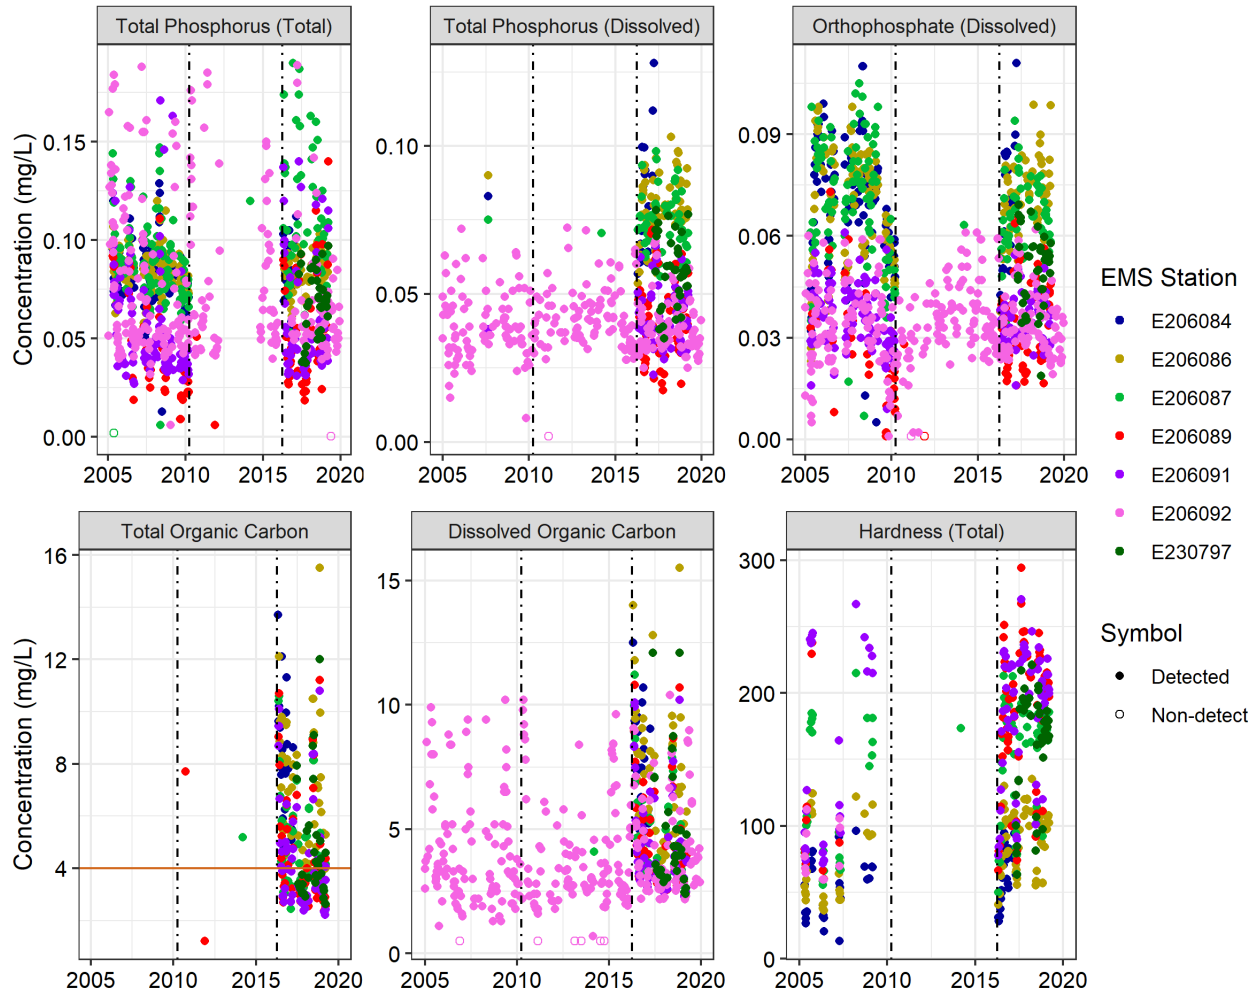 Total Phosphorus (Total)
Total Phosphorus (Dissolved)
Orthophosphate (Dissolved)
Concentration (mg/L)
0.15
0.10
0.05
0.00
2005 2010 2015 2020
0.10
0.05
0.00
2005 2010 2015 2020
0.09
0.06
0.03
0.00
2005 2010 2015 2020
Total Organic Carbon
Dissolved Organic Carbon
Hardness (Total)
Concentration (mg/L)
16
12
8
4
2005 2010 2015 2020
15
10
5
0
2005 2010 2015 2020
300
200
100
0
2005 2010 2015 2020
EMS Station
E206084
E206086
E206087
E206089
E206091
E206092
E230797
Symbol
Detected
Non-detect